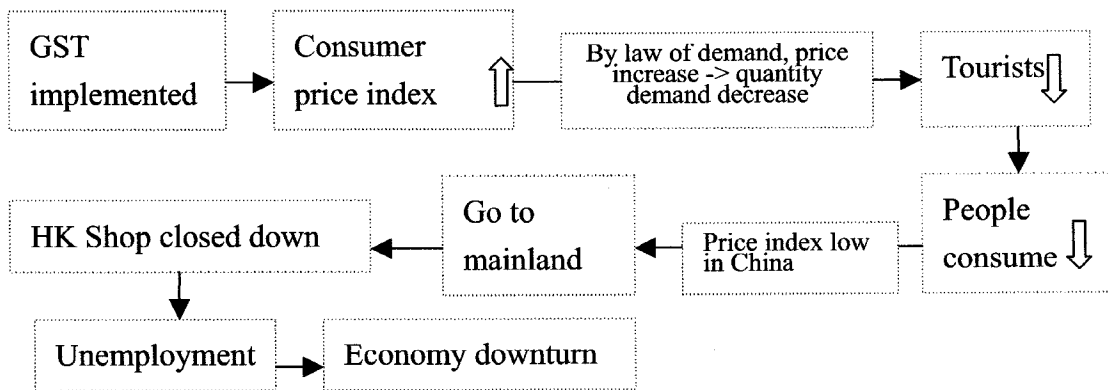 GST
implemented
Consumer
price index
By law of demand, price
increase -> quantity
demand decrease
Tourists
People
consume
Price index low
in China
Go to
mainland
HK Shop closed down
Unemployment
Economy downturn